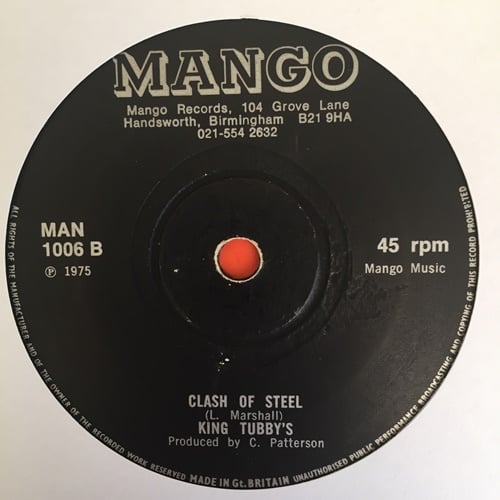 MANGO
Mango Records, 104 Grove Lane
Handsworth, Birmingham B21 9HA
021-554 2632
MAN
1006 B
℗ 1975
45 rpm
Mango Music
CLASH OF STEEL
(L. Marshall)
KING TUBBY'S
Produced by C. Patterson
ALL RIGHTS OF THE MANUFACTURER AND OF THE OWNER OF THE RECORDED WORK RESERVED MADE IN Gt. BRITAIN UNAUTHORISED PUBLIC PERFORMANCE BROADCASTING AND COPYING OF THIS RECORD PROHIBITED